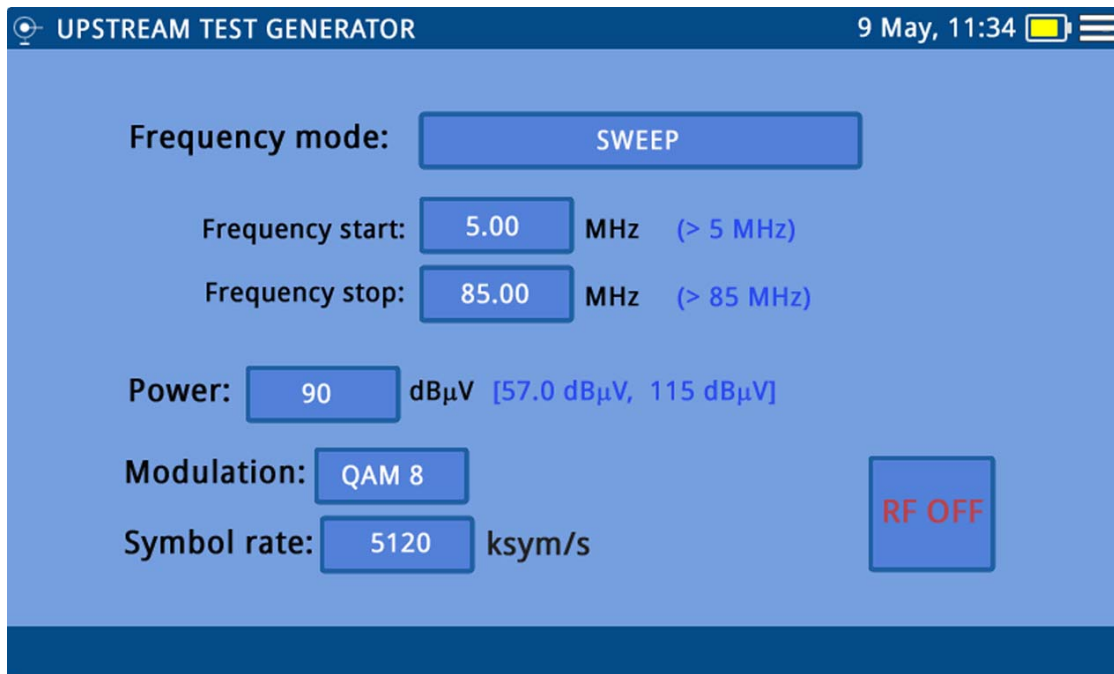 UPSTREAM TEST GENERATOR 9 May, 11:34
Frequency mode: SWEEP
Frequency start: 5.00 MHz (> 5 MHz)
Frequency stop: 85.00 MHz (> 85 MHz)
Power: 90 dBμV [57.0 dBμV, 115 dBμV]
Modulation: QAM 8
RF OFF
Symbol rate: 5120 ksym/s